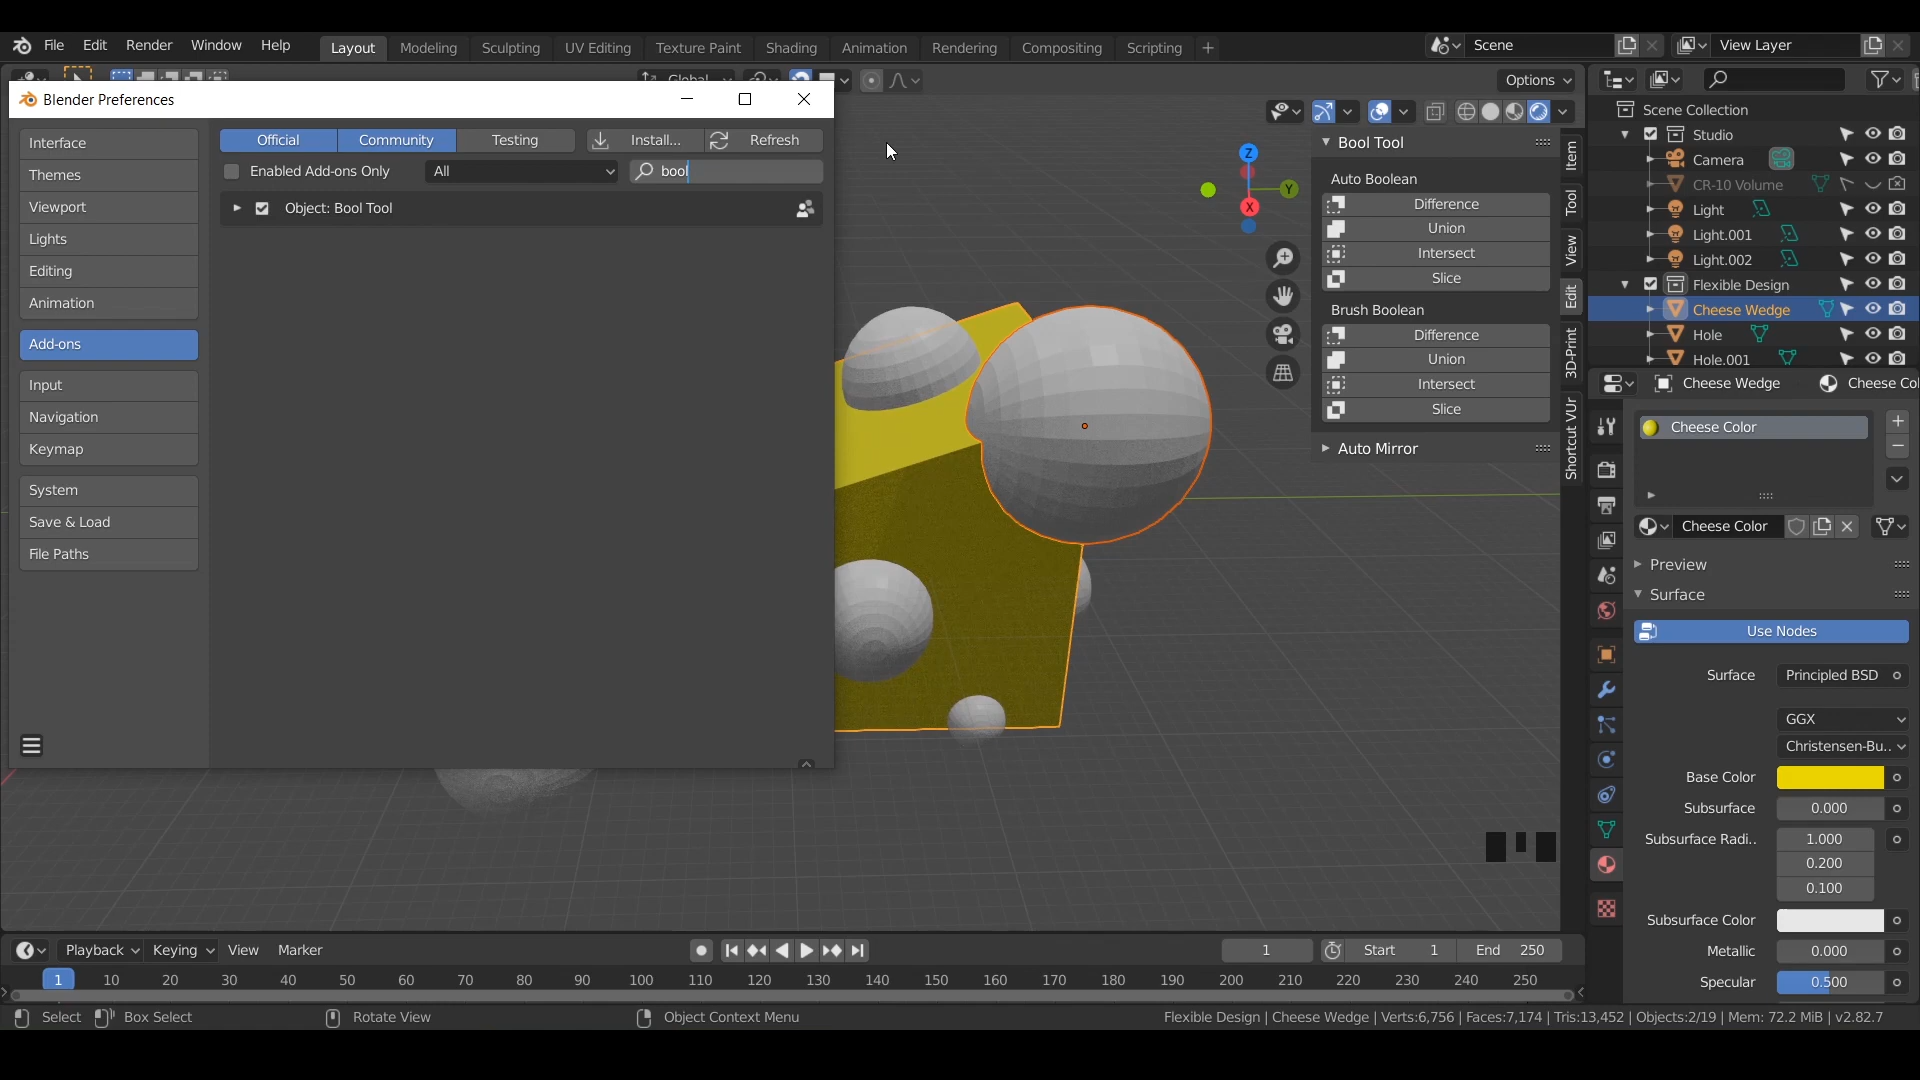 File Edit Render Window Help Layout Modeling Sculpting UV Editing Texture Paint Shading Animation Rendering Compositing Scripting + Scene View Layer
Global Options
Blender Preferences
Interface
Themes
Viewport
Lights
Editing
Animation
Add-ons
Input
Navigation
Keymap
System
Save & Load
File Paths
Official Community Testing Install... Refresh
Enabled Add-ons Only All bool
Object: Bool Tool
Z
Y
X
Bool Tool
Auto Boolean
Difference
Union
Intersect
Slice
Brush Boolean
Difference
Union
Intersect
Slice
Auto Mirror
Item
Tool
View
Edit
3D-Print
Shortcut VUr
Scene Collection
Studio
Camera
CR-10 Volume
Light
Light.001
Light.002
Flexible Design
Cheese Wedge
Hole
Hole.001
Cheese Wedge Cheese Col
Cheese Color
Cheese Color
Preview
Surface
Use Nodes
Surface Principled BSD
GGX
Christensen-Bu..
Base Color
Subsurface 0.000
Subsurface Radi.. 1.000
0.200
0.100
Subsurface Color
Metallic 0.000
Specular 0.500
Playback Keying View Marker 1 Start 1 End 250
1 10 20 30 40 50 60 70 80 90 100 110 120 130 140 150 160 170 180 190 200 210 220 230 240 250
Select Box Select Rotate View Object Context Menu Flexible Design | Cheese Wedge | Verts:6,756 | Faces:7,174 | Tris:13,452 | Objects:2/19 | Mem: 72.2 MiB | v2.82.7